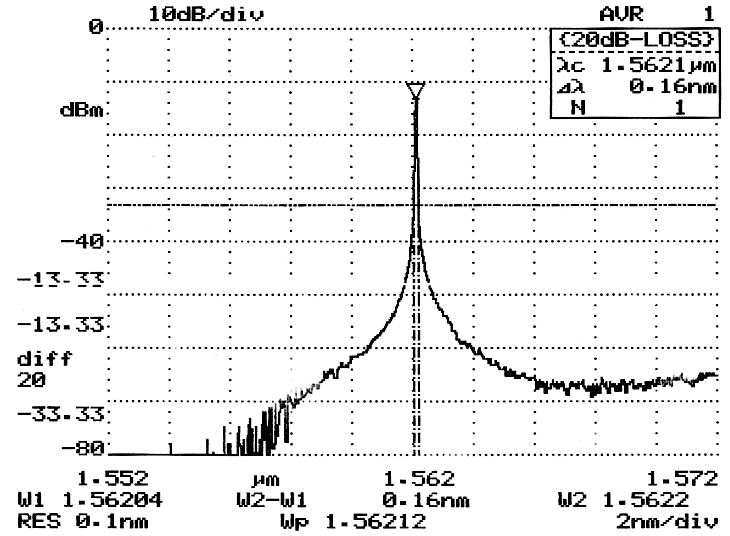 10dB/div AVR 1
0
{20dB-LOSS}
λc 1.5621μm
Δλ 0.16nm
N 1
dBm
-40
-13.33
-13.33
diff
20
-33.33
-80
1.552 μm 1.562 1.572
W1 1.56204 W2-W1 0.16nm W2 1.5622
RES 0.1nm Wp 1.56212 2nm/div